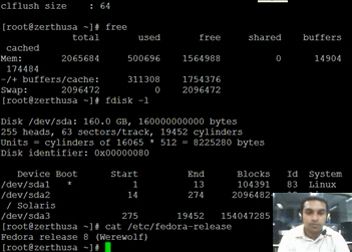 clflush size    : 64
[root@zerthusa ~]# free
total       used       free     shared    buffers
cached
Mem:       2065684     500696    1564988          0      14904
174484
-/+ buffers/cache:     311308    1754376
Swap:      2096472          0    2096472
[root@zerthusa ~]# fdisk -l
Disk /dev/sda: 160.0 GB, 160000000000 bytes
255 heads, 63 sectors/track, 19452 cylinders
Units = cylinders of 16065 * 512 = 8225280 bytes
Disk identifier: 0x00000080
Device Boot      Start         End      Blocks   Id  System
/dev/sda1   *           1          13      104391   83  Linux
/dev/sda2              14         274     2096482
/ Solaris
/dev/sda3             275       19452   154047285
[root@zerthusa ~]# cat /etc/fedora-release
Fedora release 8 (Werewolf)
[root@zerthusa ~]#